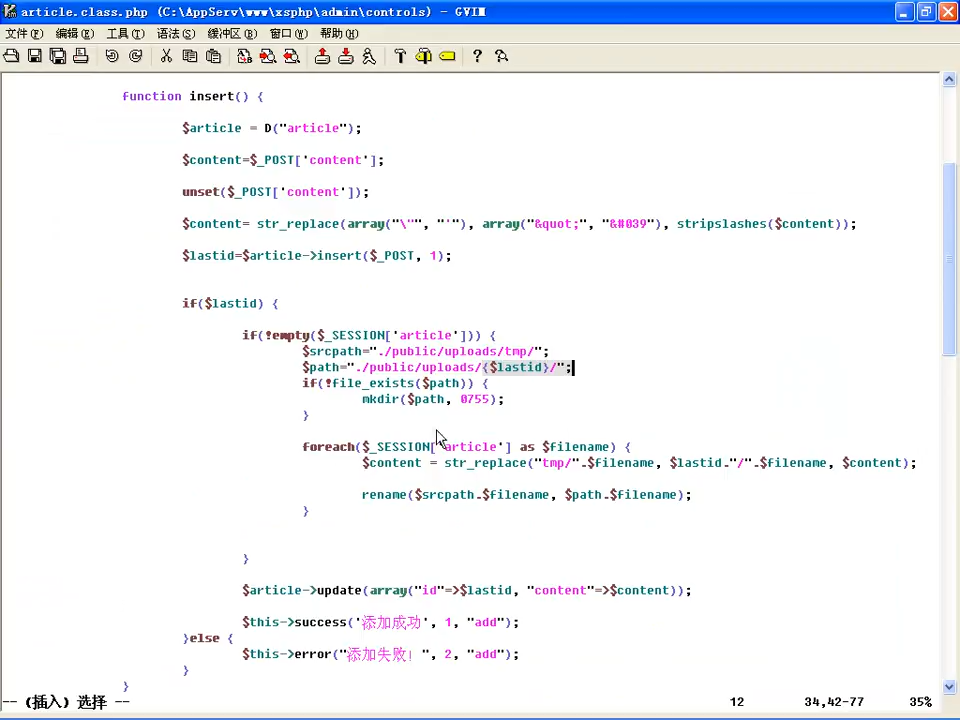 article.class.php (C:\AppServ\www\xsphp\admin\controls) - GVIM
文件(F) 编辑(E) 工具(T) 语法(S) 缓冲区(B) 窗口(W) 帮助(H)
function insert() {
$article = D("article");
$content=$_POST['content'];
unset($_POST['content']);
$content= str_replace(array("\"", "'"), array("&quot;", "&#039"), stripslashes($content));
$lastid=$article->insert($_POST, 1);
if($lastid) {
if(!empty($_SESSION['article'])) {
$srcpath="./public/uploads/tmp/";
$path="./public/uploads/{$lastid}/";
if(!file_exists($path)) {
mkdir($path, 0755);
}
foreach($_SESSION['article'] as $filename) {
$content = str_replace("tmp/".$filename, $lastid."/".$filename, $content);
rename($srcpath.$filename, $path.$filename);
}
}
$article->update(array("id"=>$lastid, "content"=>$content));
$this->success('添加成功', 1, "add");
}else {
$this->error("添加失败! ", 2, "add");
}
}
-- (插入) 选择 -- 12 34,42-77 35%